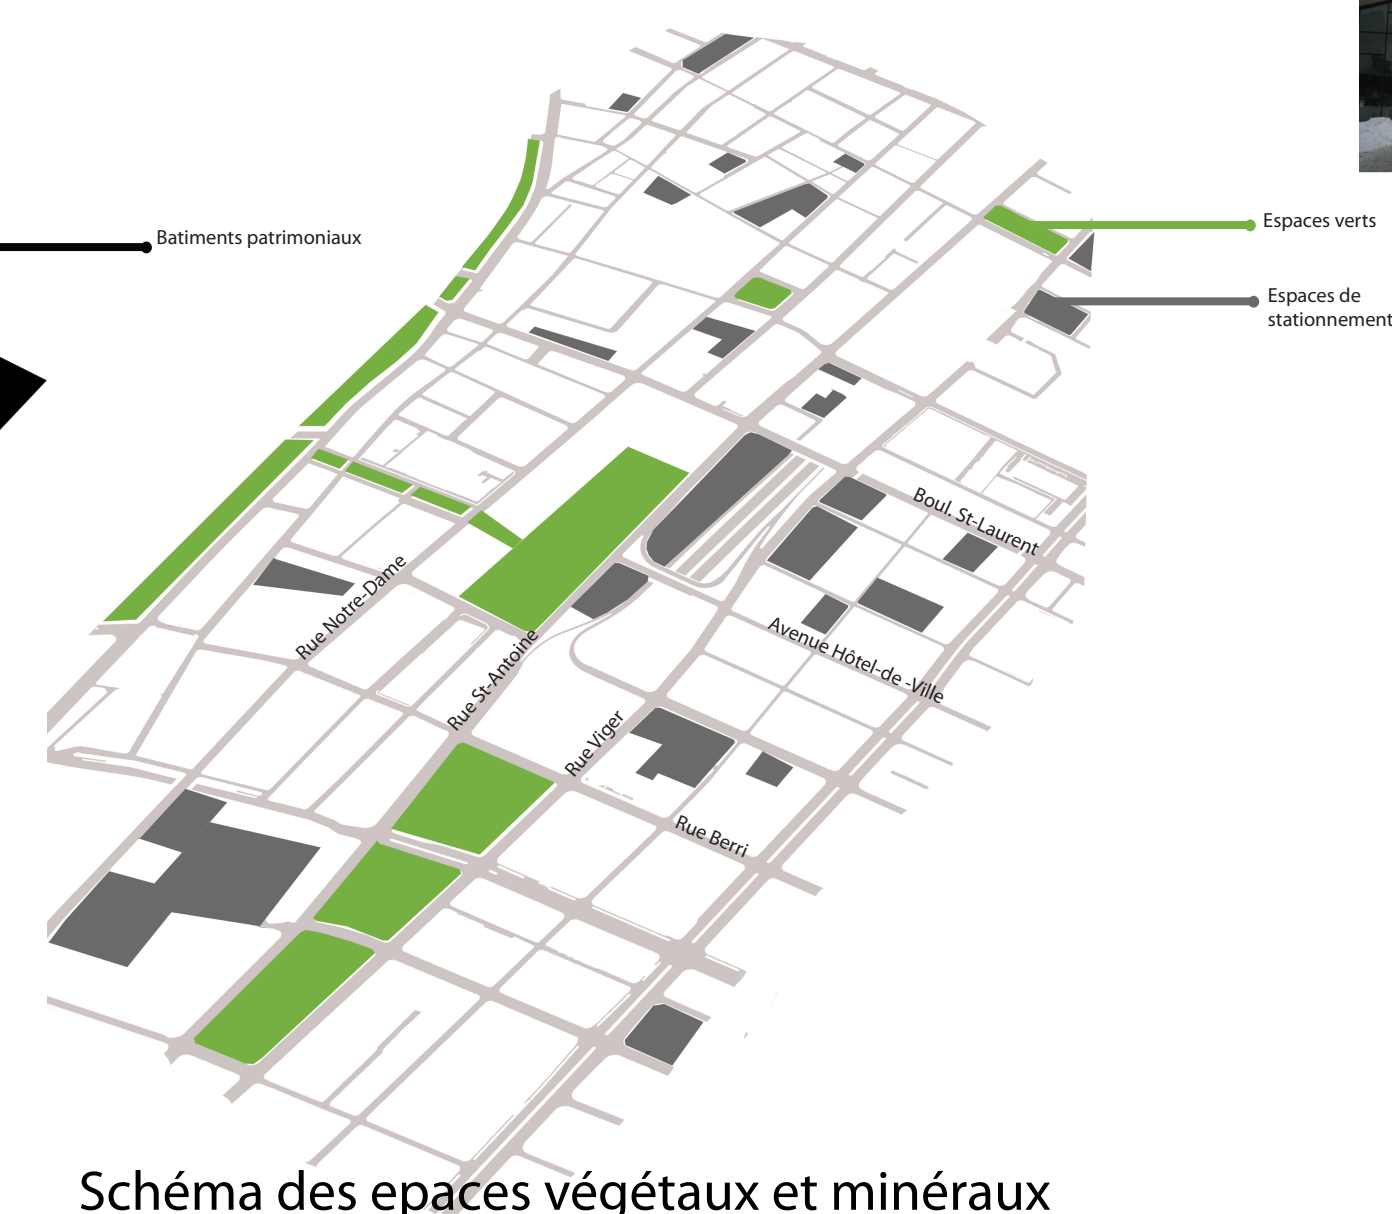 Batiments patrimoniaux
Espaces verts
Espaces de
stationnement
Boul. St-Laurent
Rue Notre-Dame
Avenue Hôtel-de -Ville
Rue St-Antoine
Rue Viger
Rue Berri
Schéma des epaces végétaux et minéraux